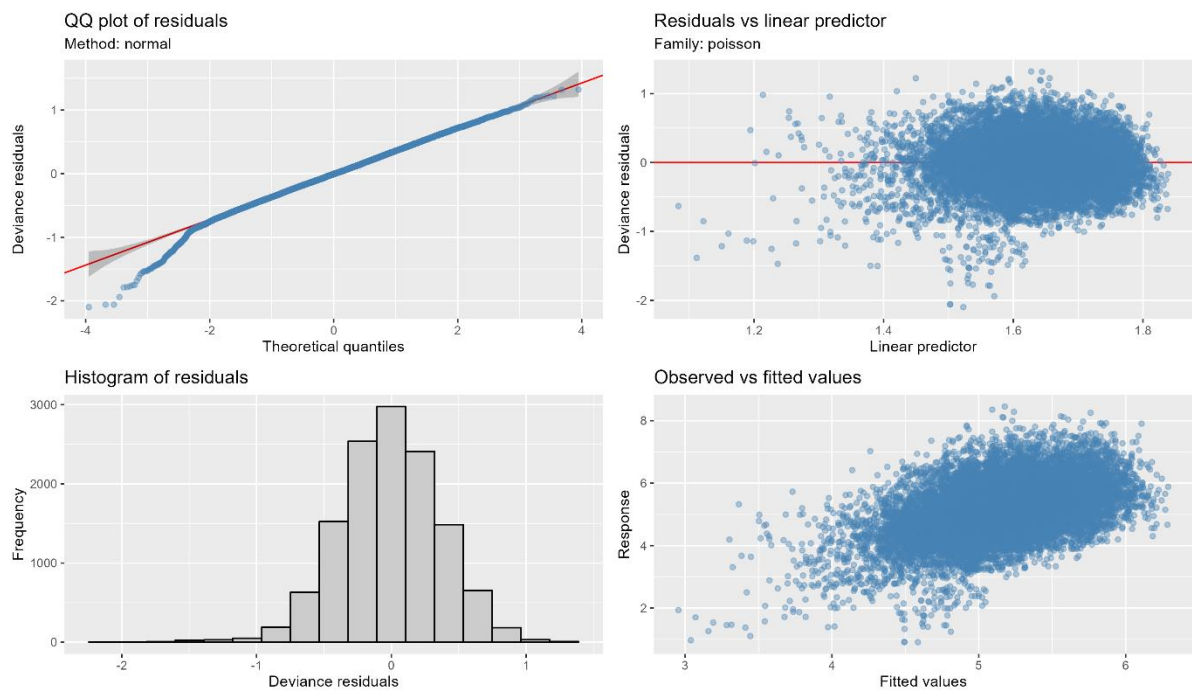 QQ plot of residuals
Method: normal
Deviance residuals
1
0
-1
-2
-4
-2
0
2
4
Theoretical quantiles
Residuals vs linear predictor
Family: poisson
Deviance residuals
1
0
-1
-2
1.2
1.4
1.6
1.8
Linear predictor
Histogram of residuals
Frequency
3000
2000
1000
0
-2
-1
0
1
Deviance residuals
Observed vs fitted values
Response
8
6
4
2
3
4
5
6
Fitted values